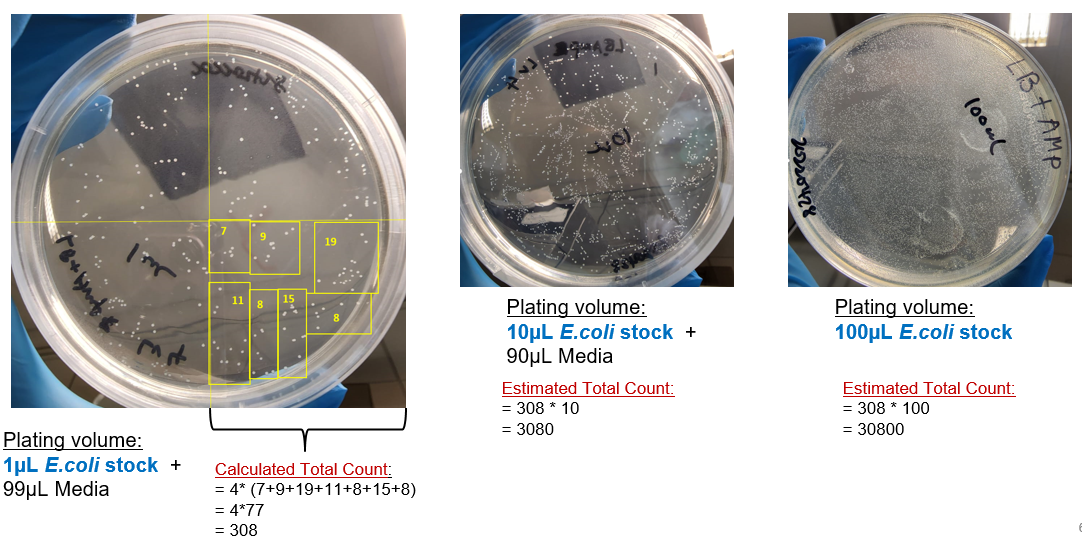 7
9
19
11
8
15
8
10u
100uL
LB + AMP
20220428
Plating volume:
1µL E.coli stock +
99µL Media
Calculated Total Count:
= 4* (7+9+19+11+8+15+8)
= 4*77
= 308
Plating volume:
10µL E.coli stock +
90µL Media
Estimated Total Count:
= 308 * 10
= 3080
Plating volume:
100µL E.coli stock
Estimated Total Count:
= 308 * 100
= 30800